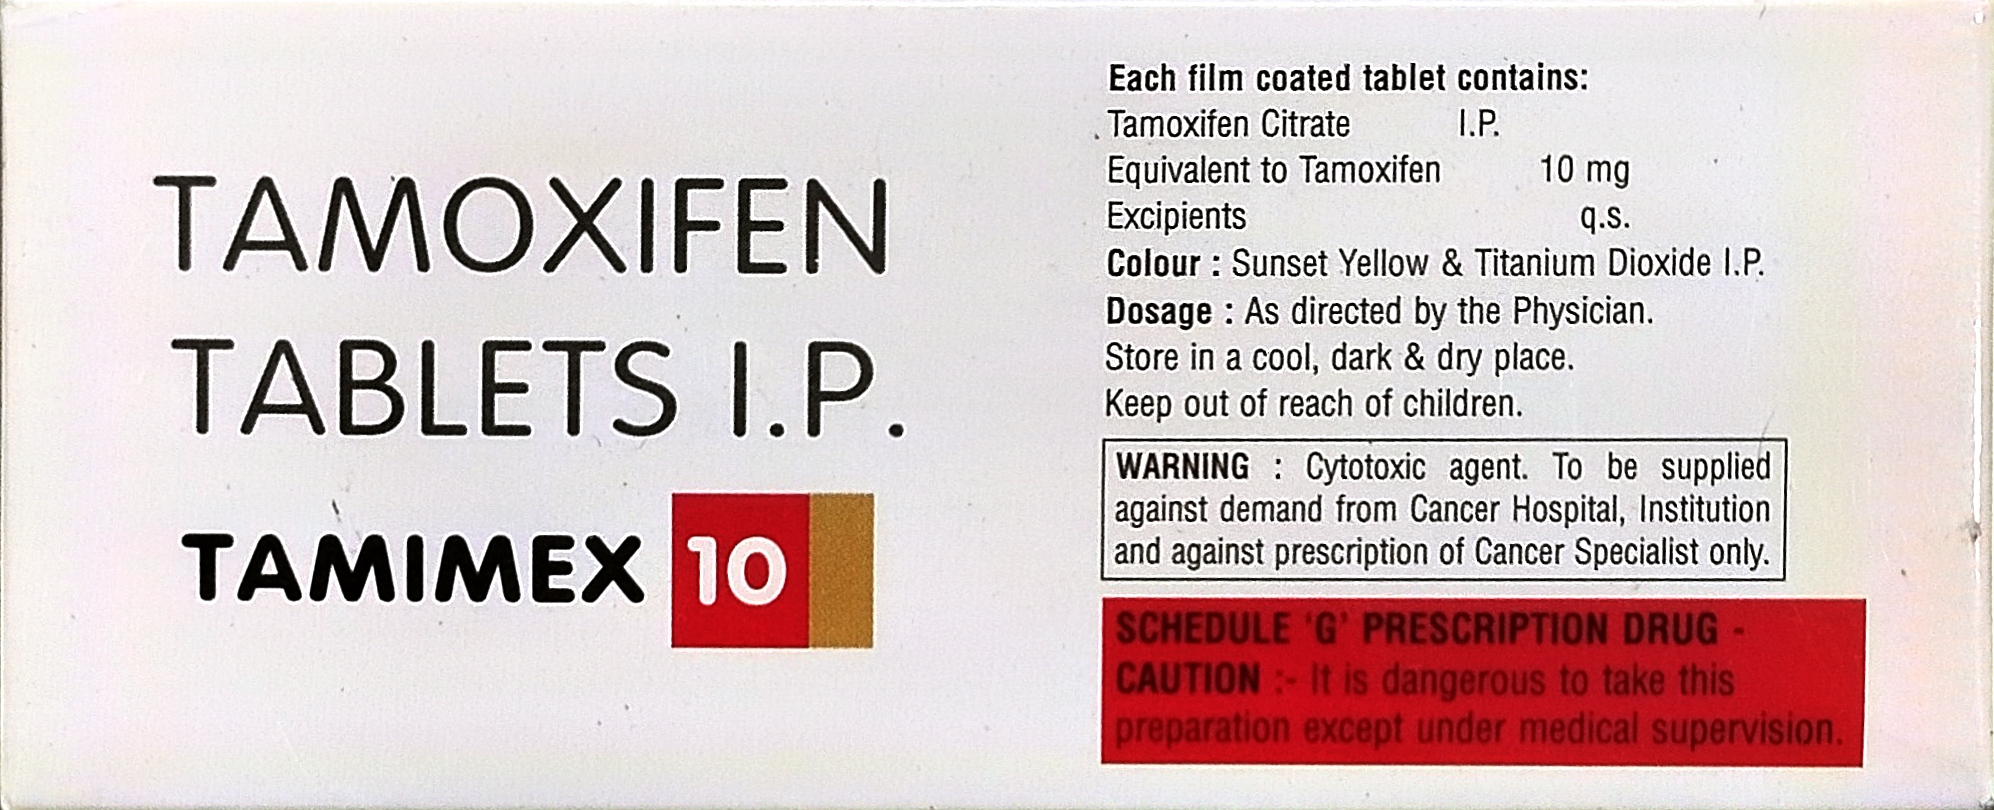 TAMOXIFEN
TABLETS I.P.
TAMIMEX 10
Each film coated tablet contains:
Tamoxifen Citrate I.P.
Equivalent to Tamoxifen 10 mg
Excipients q.s.
Colour : Sunset Yellow & Titanium Dioxide I.P.
Dosage : As directed by the Physician.
Store in a cool, dark & dry place.
Keep out of reach of children.
WARNING : Cytotoxic agent. To be supplied
against demand from Cancer Hospital, Institution
and against prescription of Cancer Specialist only.
SCHEDULE 'G' PRESCRIPTION DRUG -
CAUTION :- It is dangerous to take this
preparation except under medical supervision.